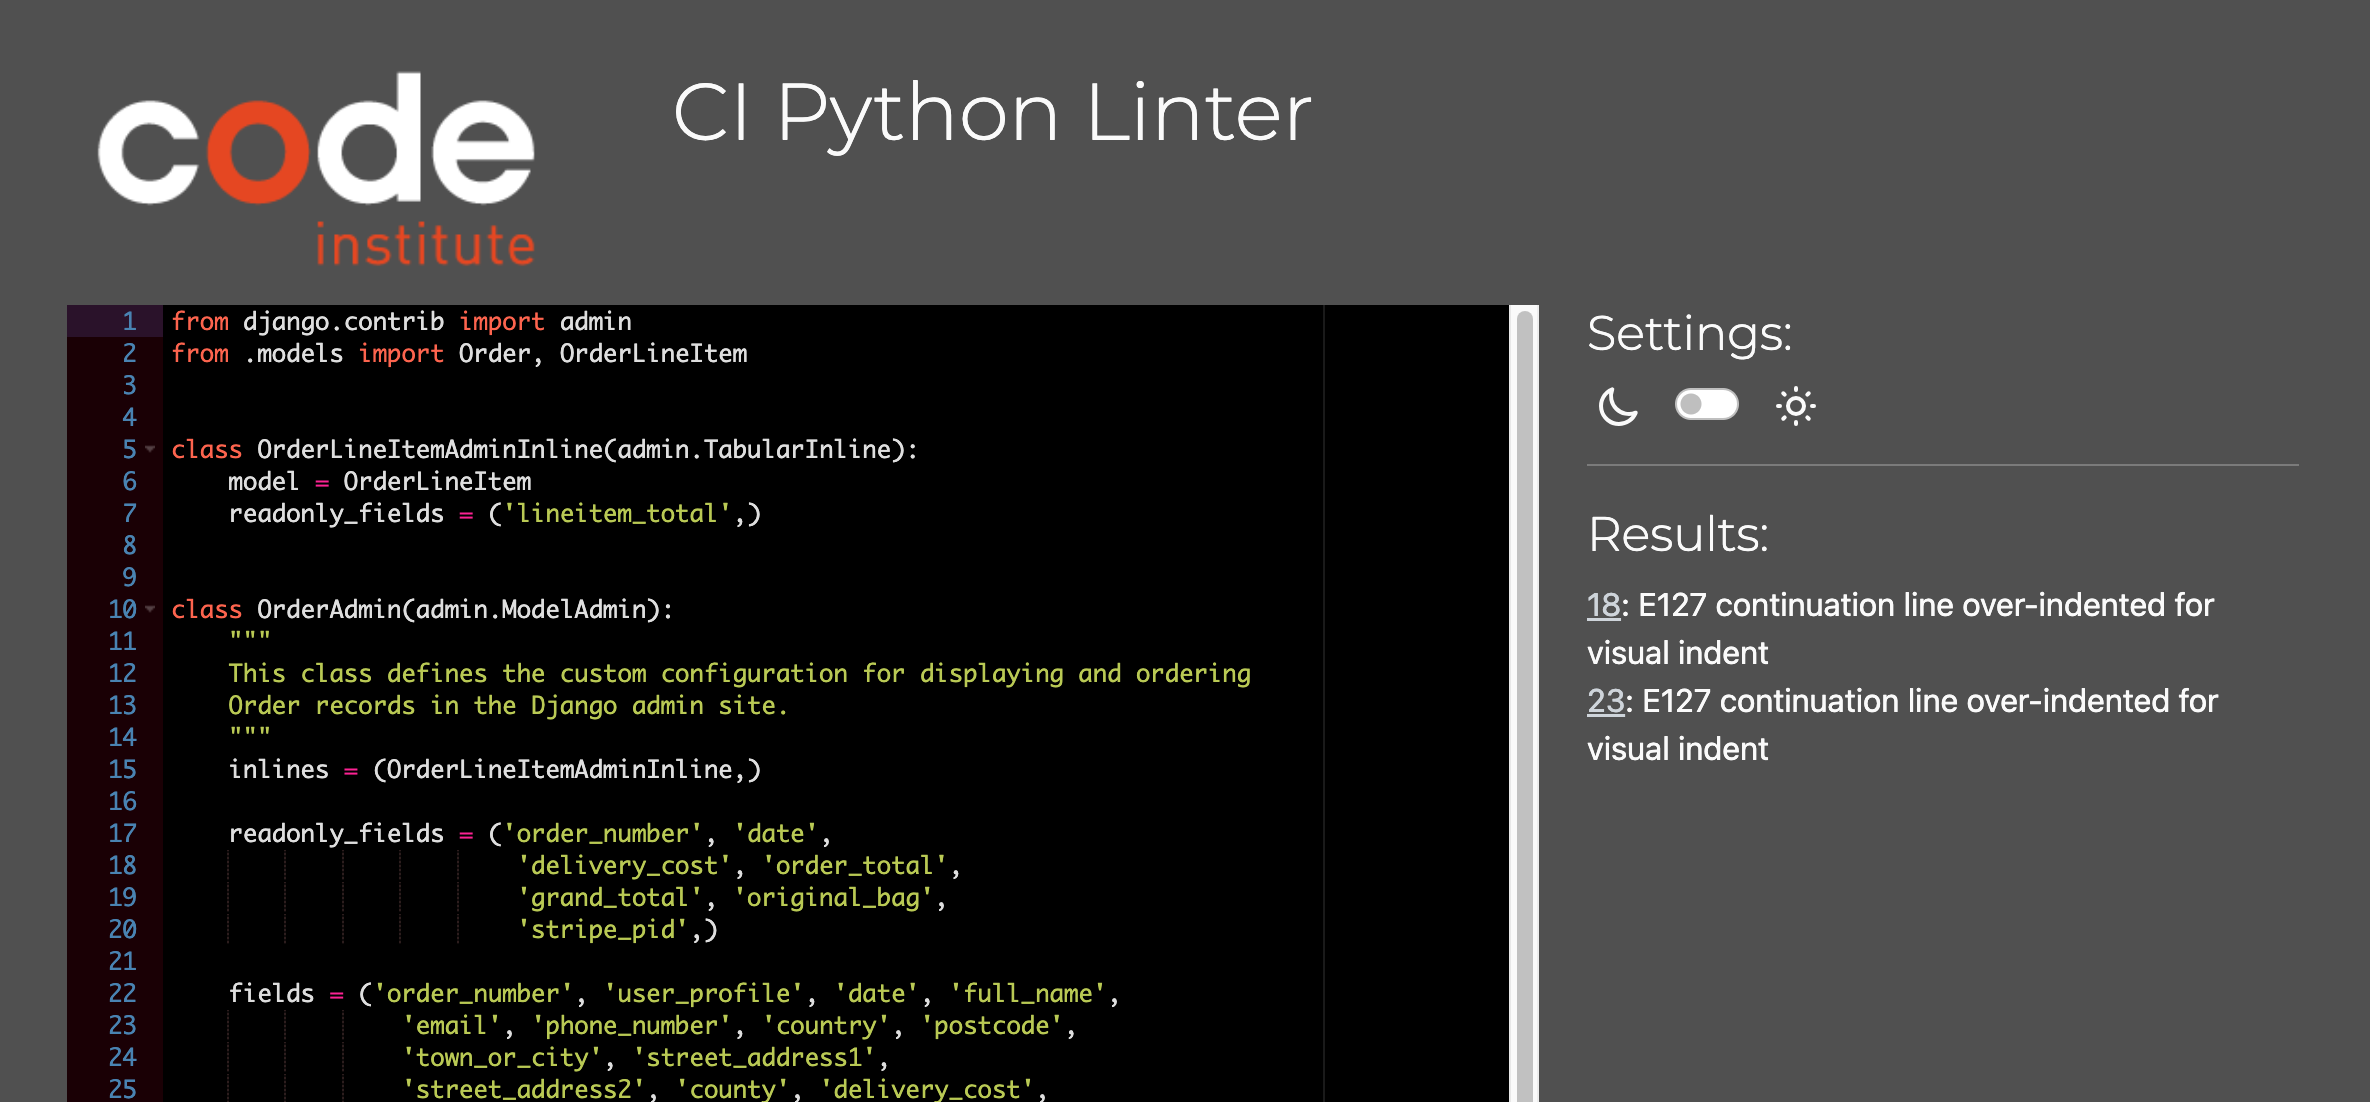 code
institute
CI Python Linter
1 from django.contrib import admin
2 from .models import Order, OrderLineItem
3
4
5 class OrderLineItemAdminInline(admin.TabularInline):
6     model = OrderLineItem
7     readonly_fields = ('lineitem_total',)
8
9
10 class OrderAdmin(admin.ModelAdmin):
11     """
12     This class defines the custom configuration for displaying and ordering
13     Order records in the Django admin site.
14     """
15     inlines = (OrderLineItemAdminInline,)
16
17     readonly_fields = ('order_number', 'date',
18                         'delivery_cost', 'order_total',
19                         'grand_total', 'original_bag',
20                         'stripe_pid',)
21
22     fields = ('order_number', 'user_profile', 'date', 'full_name',
23                 'email', 'phone_number', 'country', 'postcode',
24                 'town_or_city', 'street_address1',
25                 'street_address2', 'county', 'delivery_cost',
Settings:
Results:
18: E127 continuation line over-indented for
visual indent
23: E127 continuation line over-indented for
visual indent